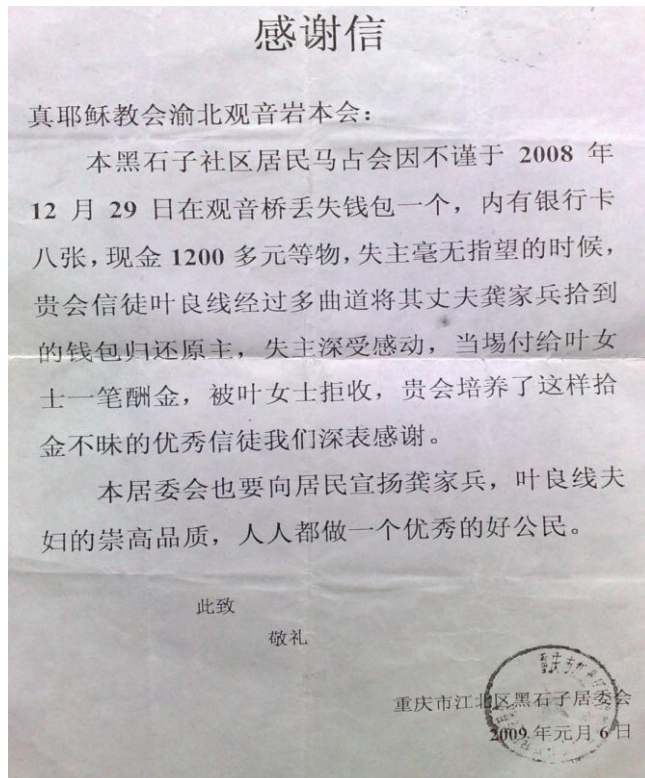 感谢信
真耶稣教会渝北观音岩本会：
本黑石子社区居民马占会因不谨于 2008 年
12 月 29 日在观音桥丢失钱包一个，内有银行卡
八张，现金 1200 多元等物，失主毫无指望的时候，
贵会信徒叶良线经过多曲道将其丈夫龚家兵拾到
的钱包归还原主，失主深受感动，当场付给叶女
士一笔酬金，被叶女士拒收，贵会培养了这样拾
金不昧的优秀信徒我们深表感谢。
本居委会也要向居民宣扬龚家兵，叶良线夫
妇的崇高品质，人人都做一个优秀的好公民。
此致
敬礼
重庆市江北区黑石子居委会
2009 年元月 6 日